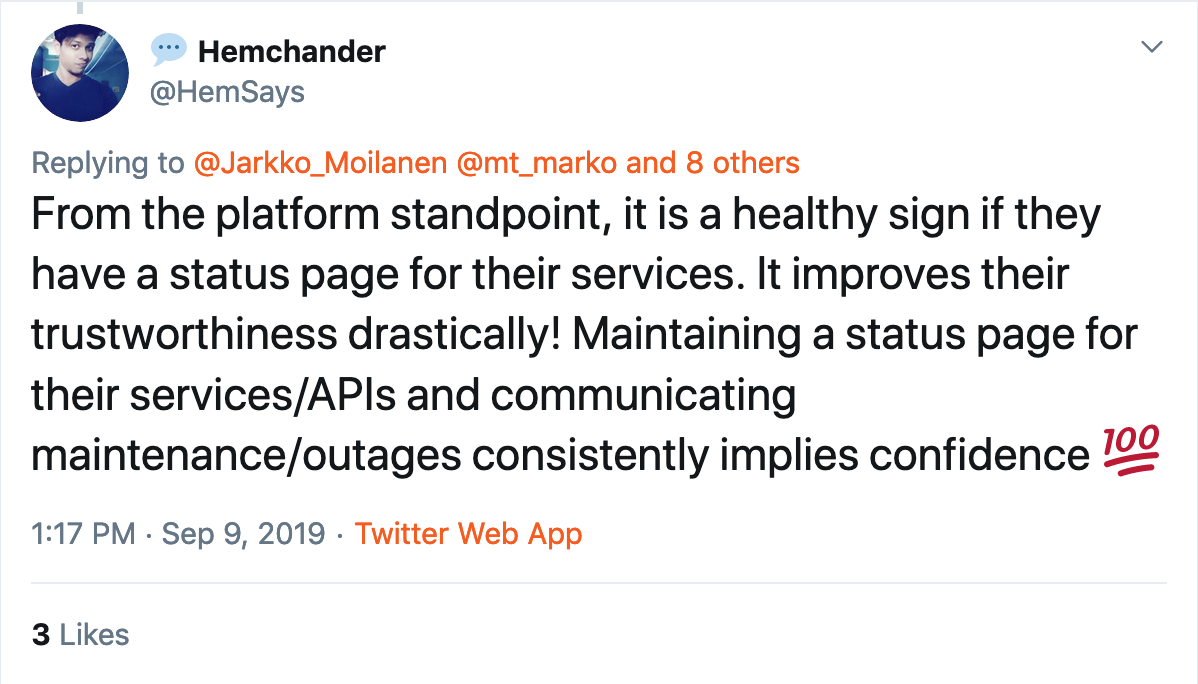 💬 Hemchander
@HemSays
Replying to @Jarkko_Moilanen @mt_marko and 8 others
From the platform standpoint, it is a healthy sign if they
have a status page for their services. It improves their
trustworthiness drastically! Maintaining a status page for
their services/APIs and communicating
maintenance/outages consistently implies confidence 💯
1:17 PM · Sep 9, 2019 · Twitter Web App
3 Likes